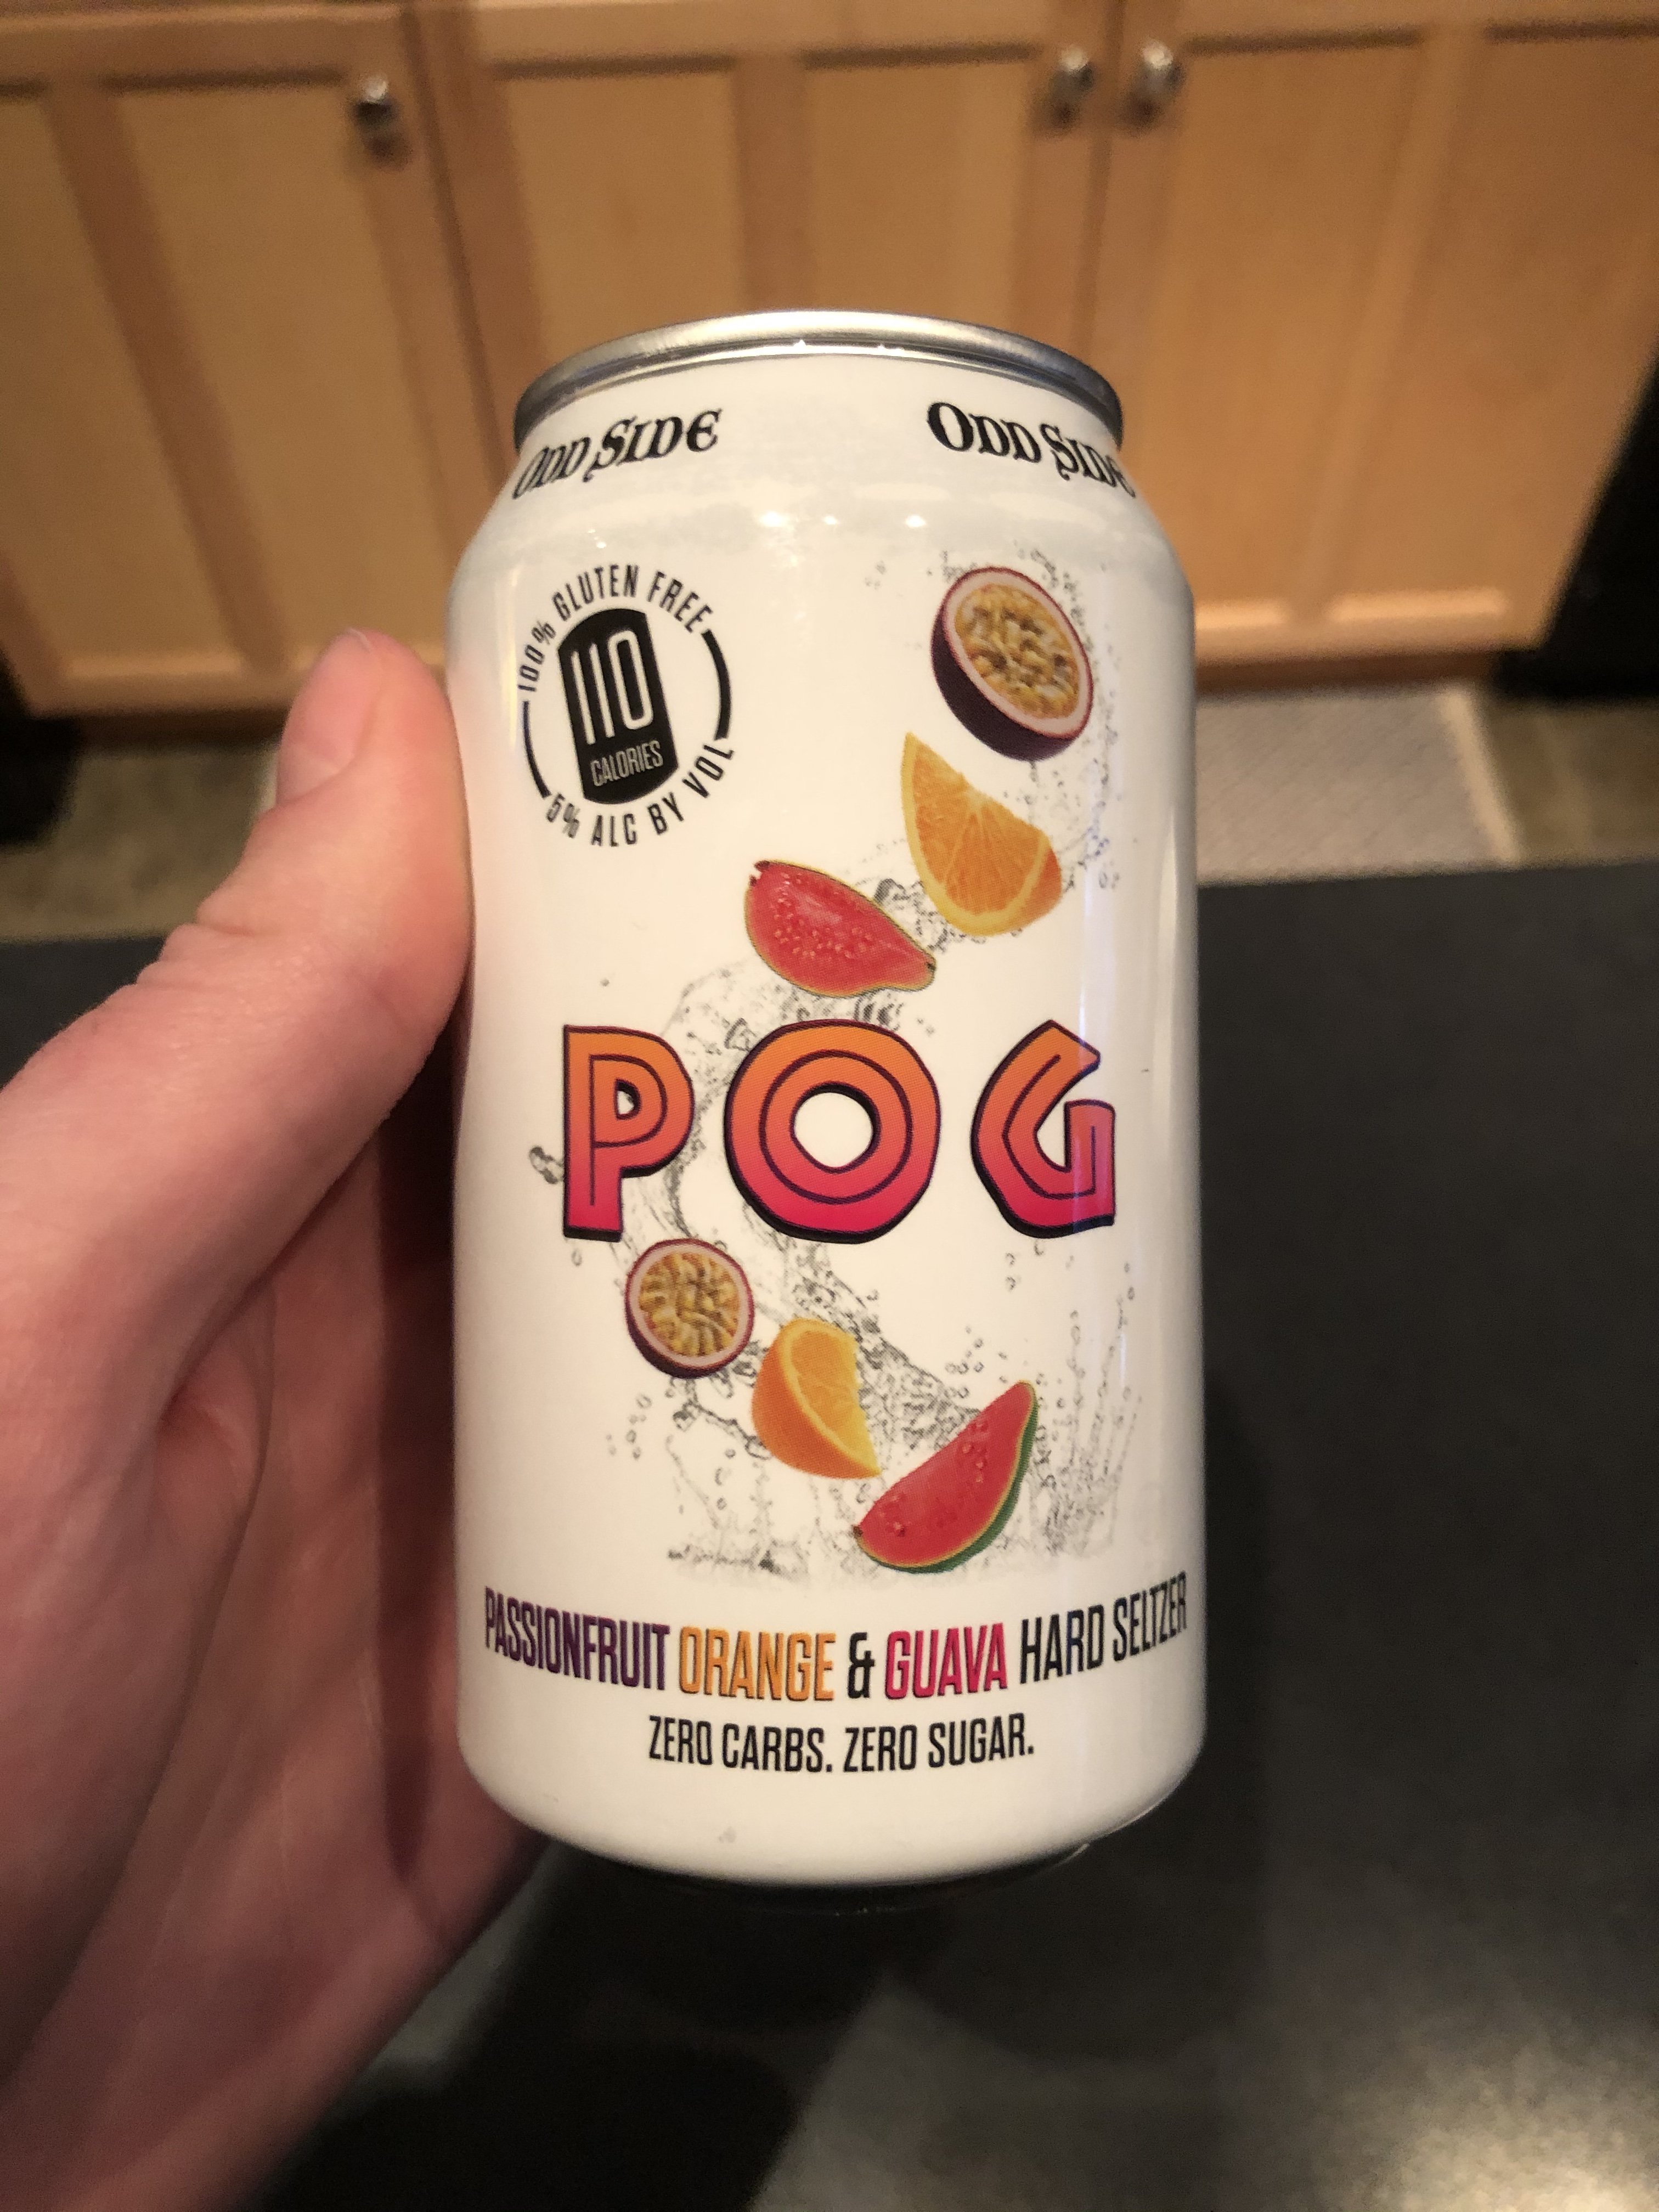 ODD SIDE
ODD SIDE
100% GLUTEN FREE
110
CALORIES
5% ALC BY VOL
POG
PASSIONFRUIT ORANGE & GUAVA HARD SELTZER
ZERO CARBS. ZERO SUGAR.